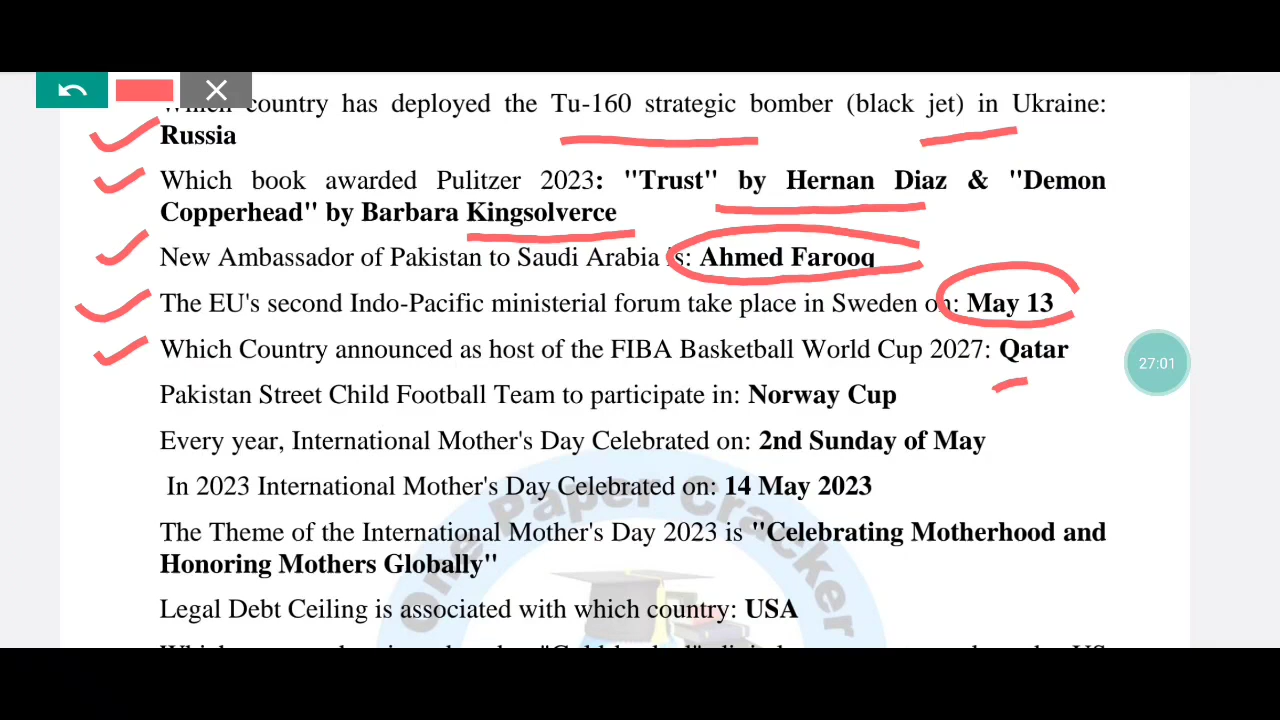 Which country has deployed the Tu-160 strategic bomber (black jet) in Ukraine:
Russia
Which book awarded Pulitzer 2023: "Trust" by Hernan Diaz & "Demon
Copperhead" by Barbara Kingsolverce
New Ambassador of Pakistan to Saudi Arabia is: Ahmed Farooq
The EU's second Indo-Pacific ministerial forum take place in Sweden on: May 13
Which Country announced as host of the FIBA Basketball World Cup 2027: Qatar
27:01
Pakistan Street Child Football Team to participate in: Norway Cup
Every year, International Mother's Day Celebrated on: 2nd Sunday of May
In 2023 International Mother's Day Celebrated on: 14 May 2023
The Theme of the International Mother's Day 2023 is "Celebrating Motherhood and
Honoring Mothers Globally"
Legal Debt Ceiling is associated with which country: USA
One Paper Cracker